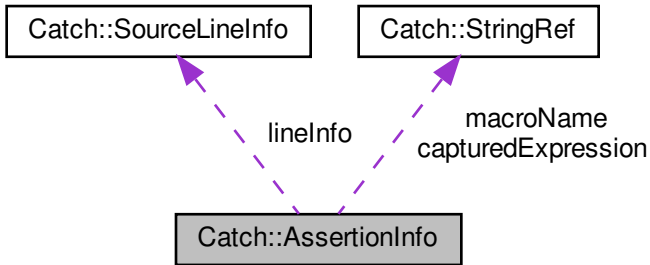 Catch::SourceLineInfo
Catch::StringRef
lineInfo
macroName
capturedExpression
Catch::AssertionInfo